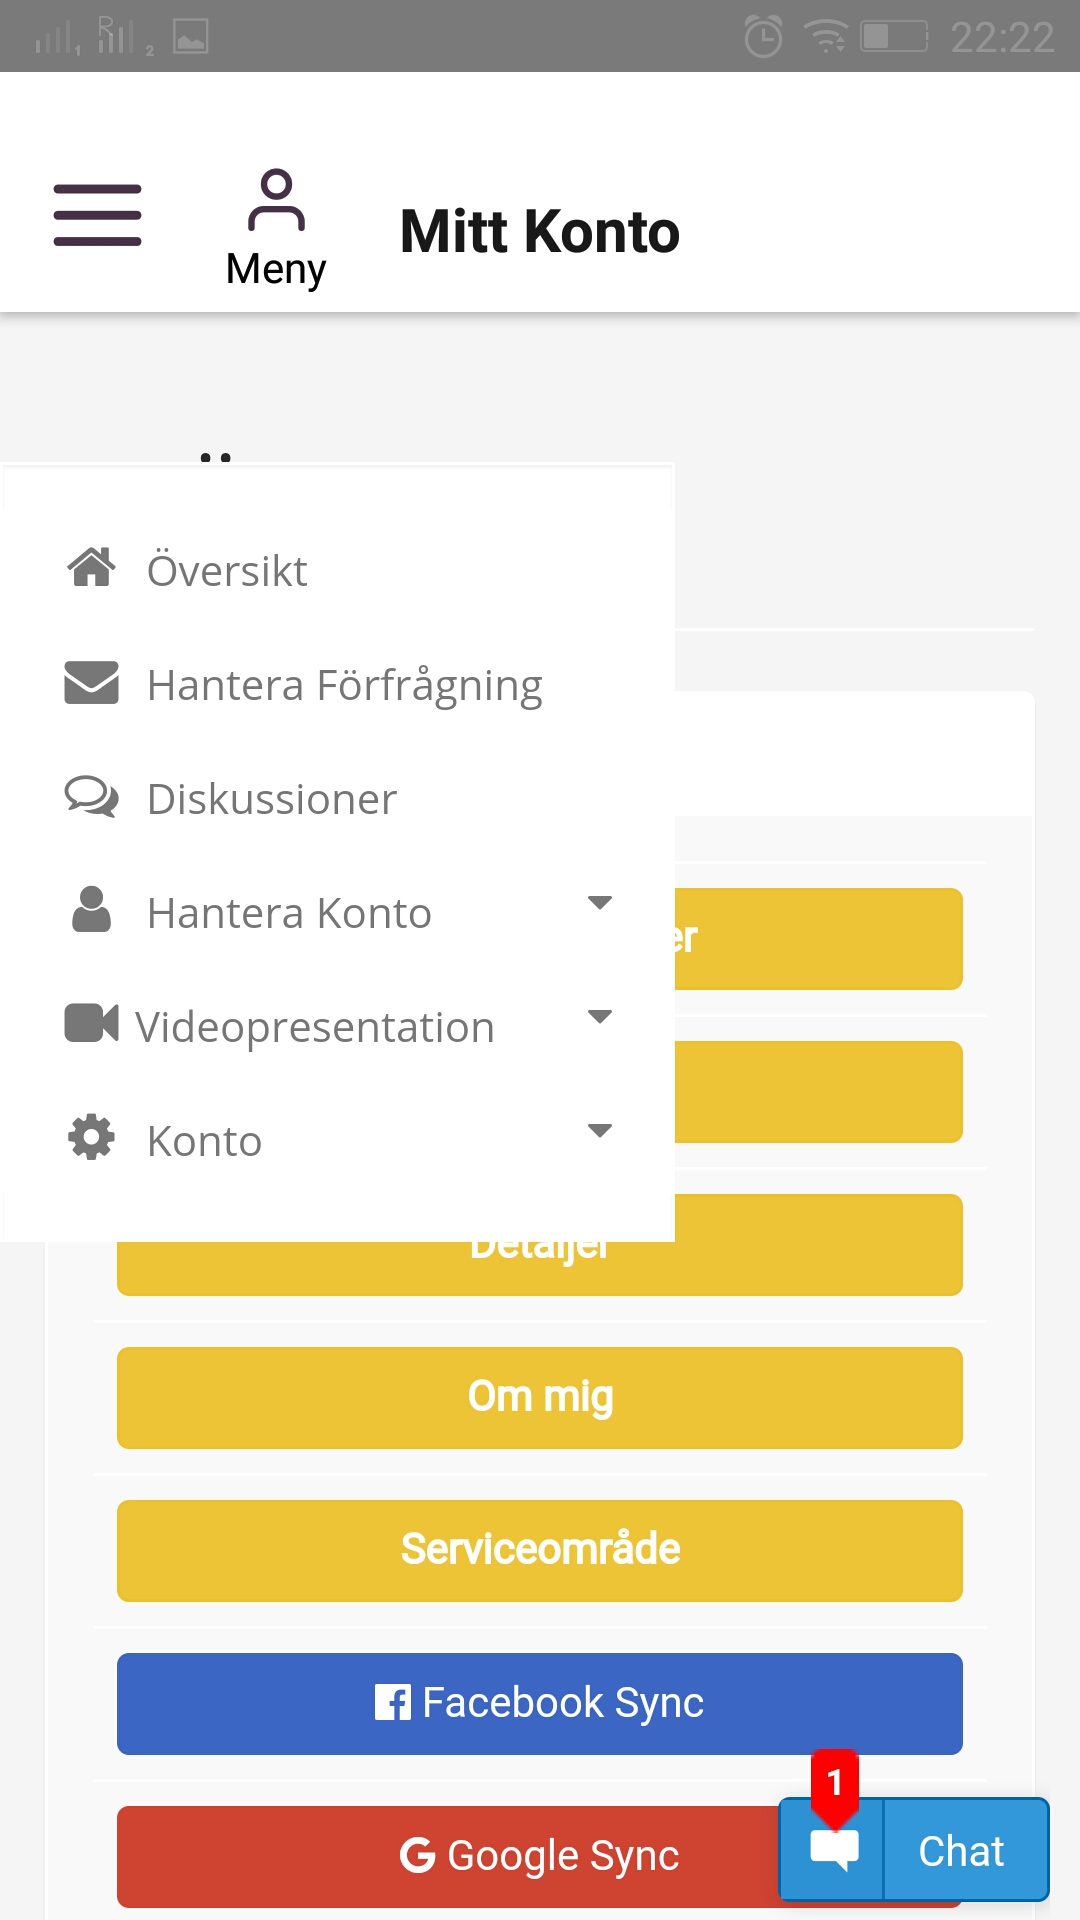 22:22
Meny
Mitt Konto
Översikt
Hantera Förfrågning
Diskussioner
Hantera Konto
Videopresentation
Konto
er
Detaljer
Om mig
Serviceområde
Facebook Sync
Google Sync
1
Chat